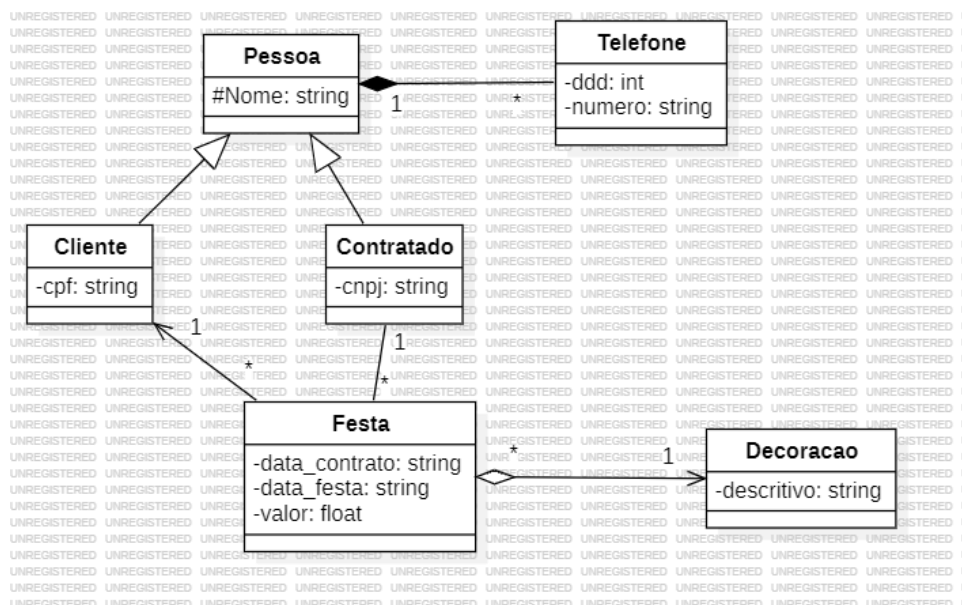 Pessoa
#Nome: string
1
*
Telefone
-ddd: int
-numero: string
Cliente
-cpf: string
Contratado
-cnpj: string
1
*
1
*
Festa
-data_contrato: string
-data_festa: string
-valor: float
*
1
Decoracao
-descritivo: string
UNREGISTERED